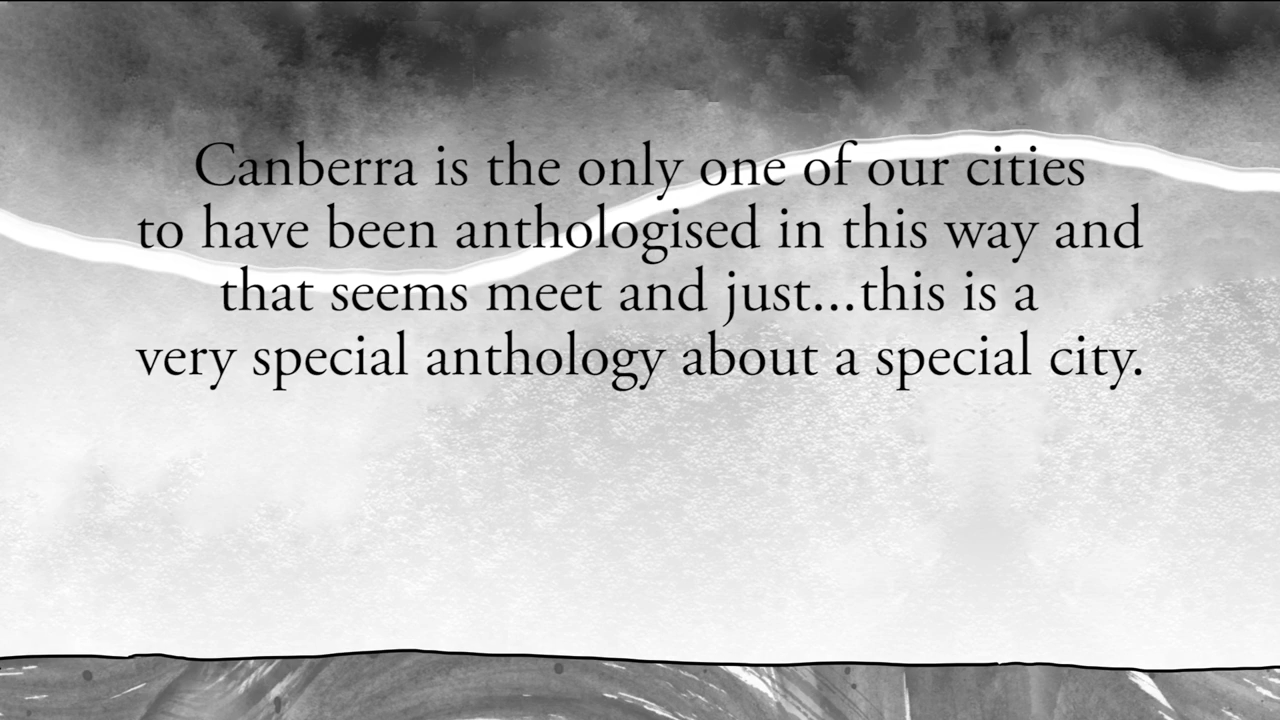 Canberra is the only one of our cities
to have been anthologised in this way and
that seems meet and just...this is a
very special anthology about a special city.